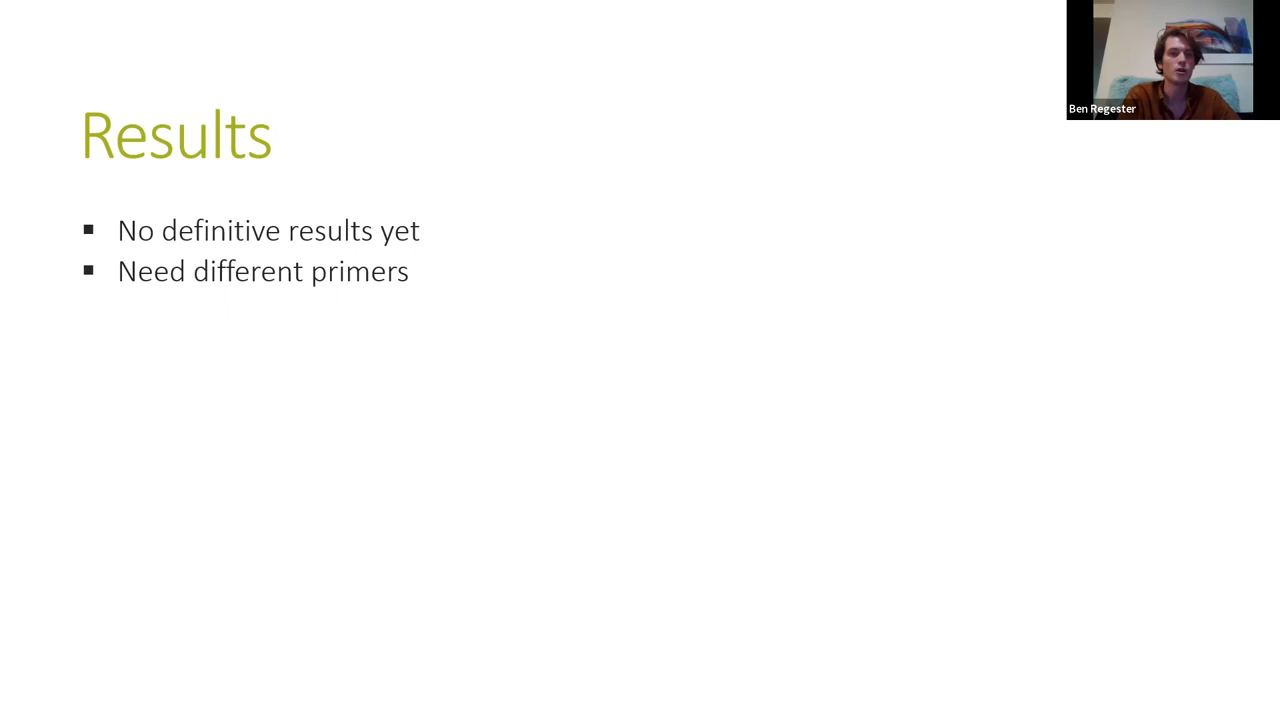 Results
▪ No definitive results yet
▪ Need different primers
Ben Regester